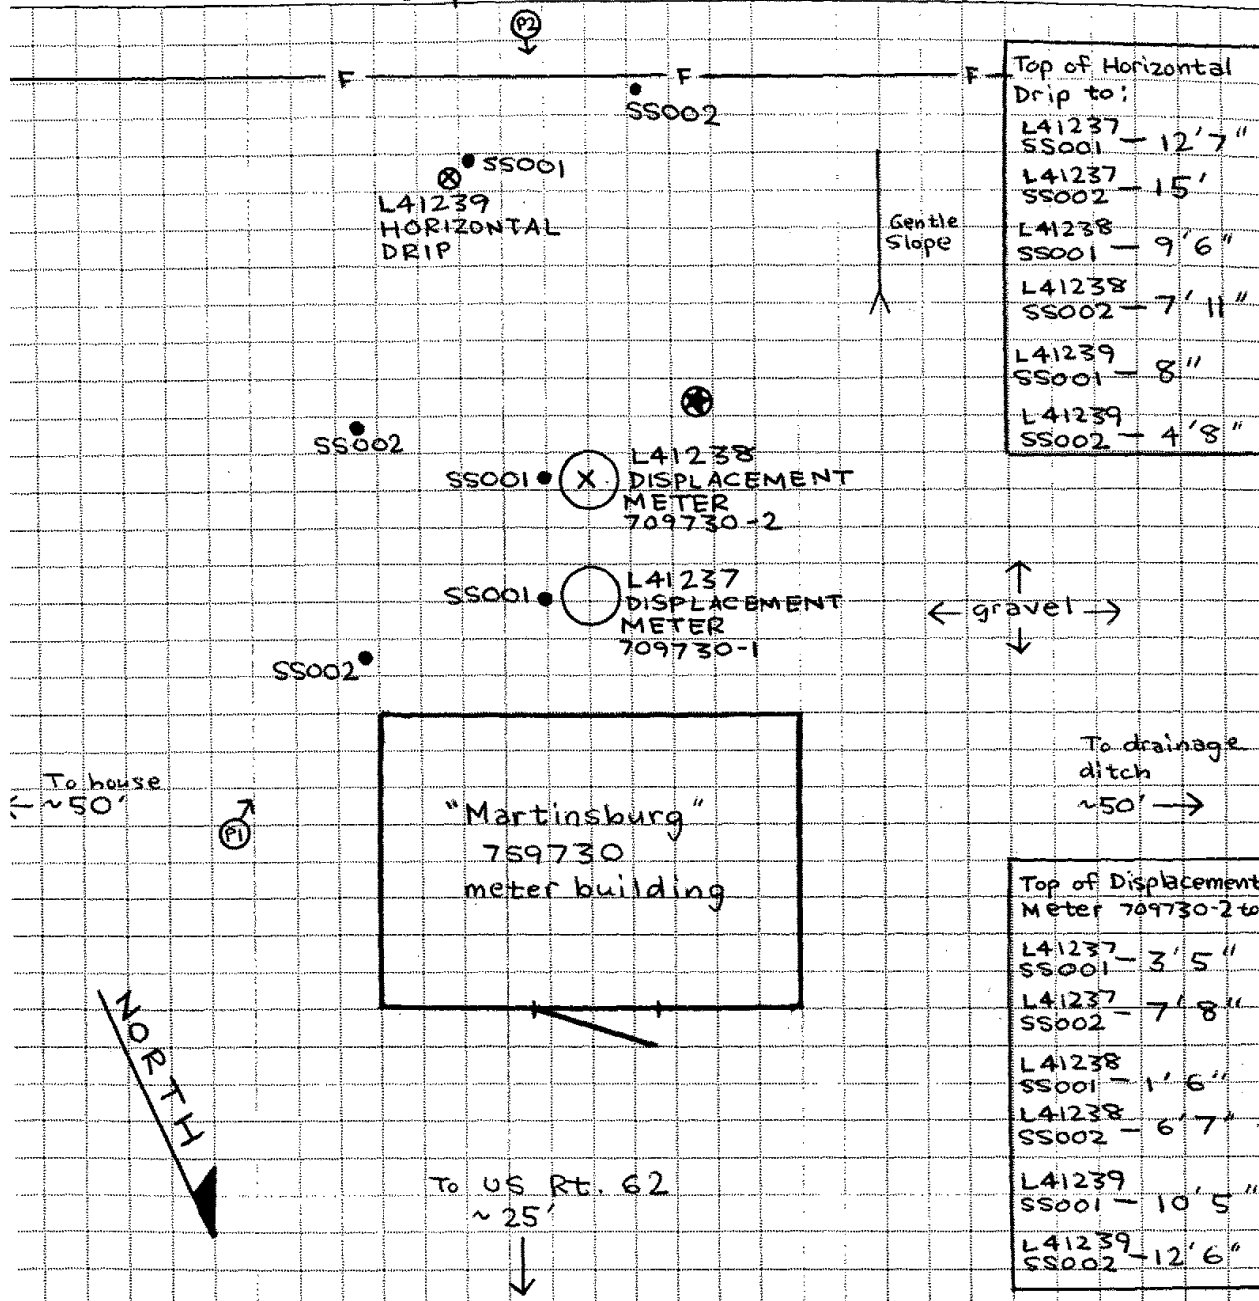 P2
F F F
SS002
SS001
L41239
HORIZONTAL
DRIP
Gentle
Slope
Top of Horizontal
Drip to:
L41237
SS001 — 12'7"
L41237
SS002 — 15'
L41238
SS001 — 9'6"
L41238
SS002 — 7'11"
L41239
SS001 — 8"
L41239
SS002 — 4'8"
SS002
SS001
X
L41238
DISPLACEMENT
METER
709730-2
SS001
L41237
DISPLACEMENT
METER
709730-1
gravel
SS002
To house
~50'
P1
"Martinsburg"
759730
meter building
To drainage
ditch
~50'
Top of Displacement
Meter 709730-2 to
L41237
SS001 — 3'5"
L41237
SS002 — 7'8"
L41238
SS001 — 1'6"
L41238
SS002 — 6'7"
L41239
SS001 — 10'5"
L41239
SS002 — 12'6"
NORTH
To US Rt. 62
~25'